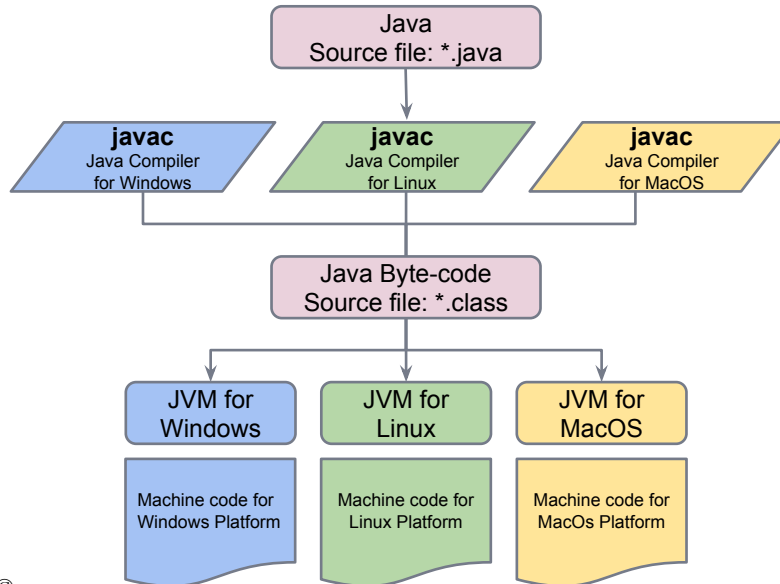 Java
Source file: *.java
javac
Java Compiler
for Windows
javac
Java Compiler
for Linux
javac
Java Compiler
for MacOS
Java Byte-code
Source file: *.class
JVM for
Windows
JVM for
Linux
JVM for
MacOS
Machine code for
Windows Platform
Machine code for
Linux Platform
Machine code for
MacOs Platform